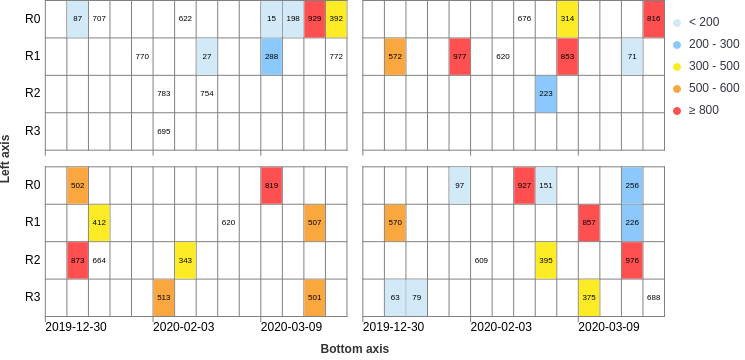 R0 87 707 622 15 198 929 392 676 314 816
R1 770 27 288 772 572 977 620 853 71
R2 783 754 223
R3 695
< 200
200 - 300
300 - 500
500 - 600
≥ 800
Left axis
R0 502 819 97 927 151 256
R1 412 620 507 570 857 226
R2 873 664 343 609 395 976
R3 513 501 63 79 375 688
2019-12-30 2020-02-03 2020-03-09 2019-12-30 2020-02-03 2020-03-09
Bottom axis